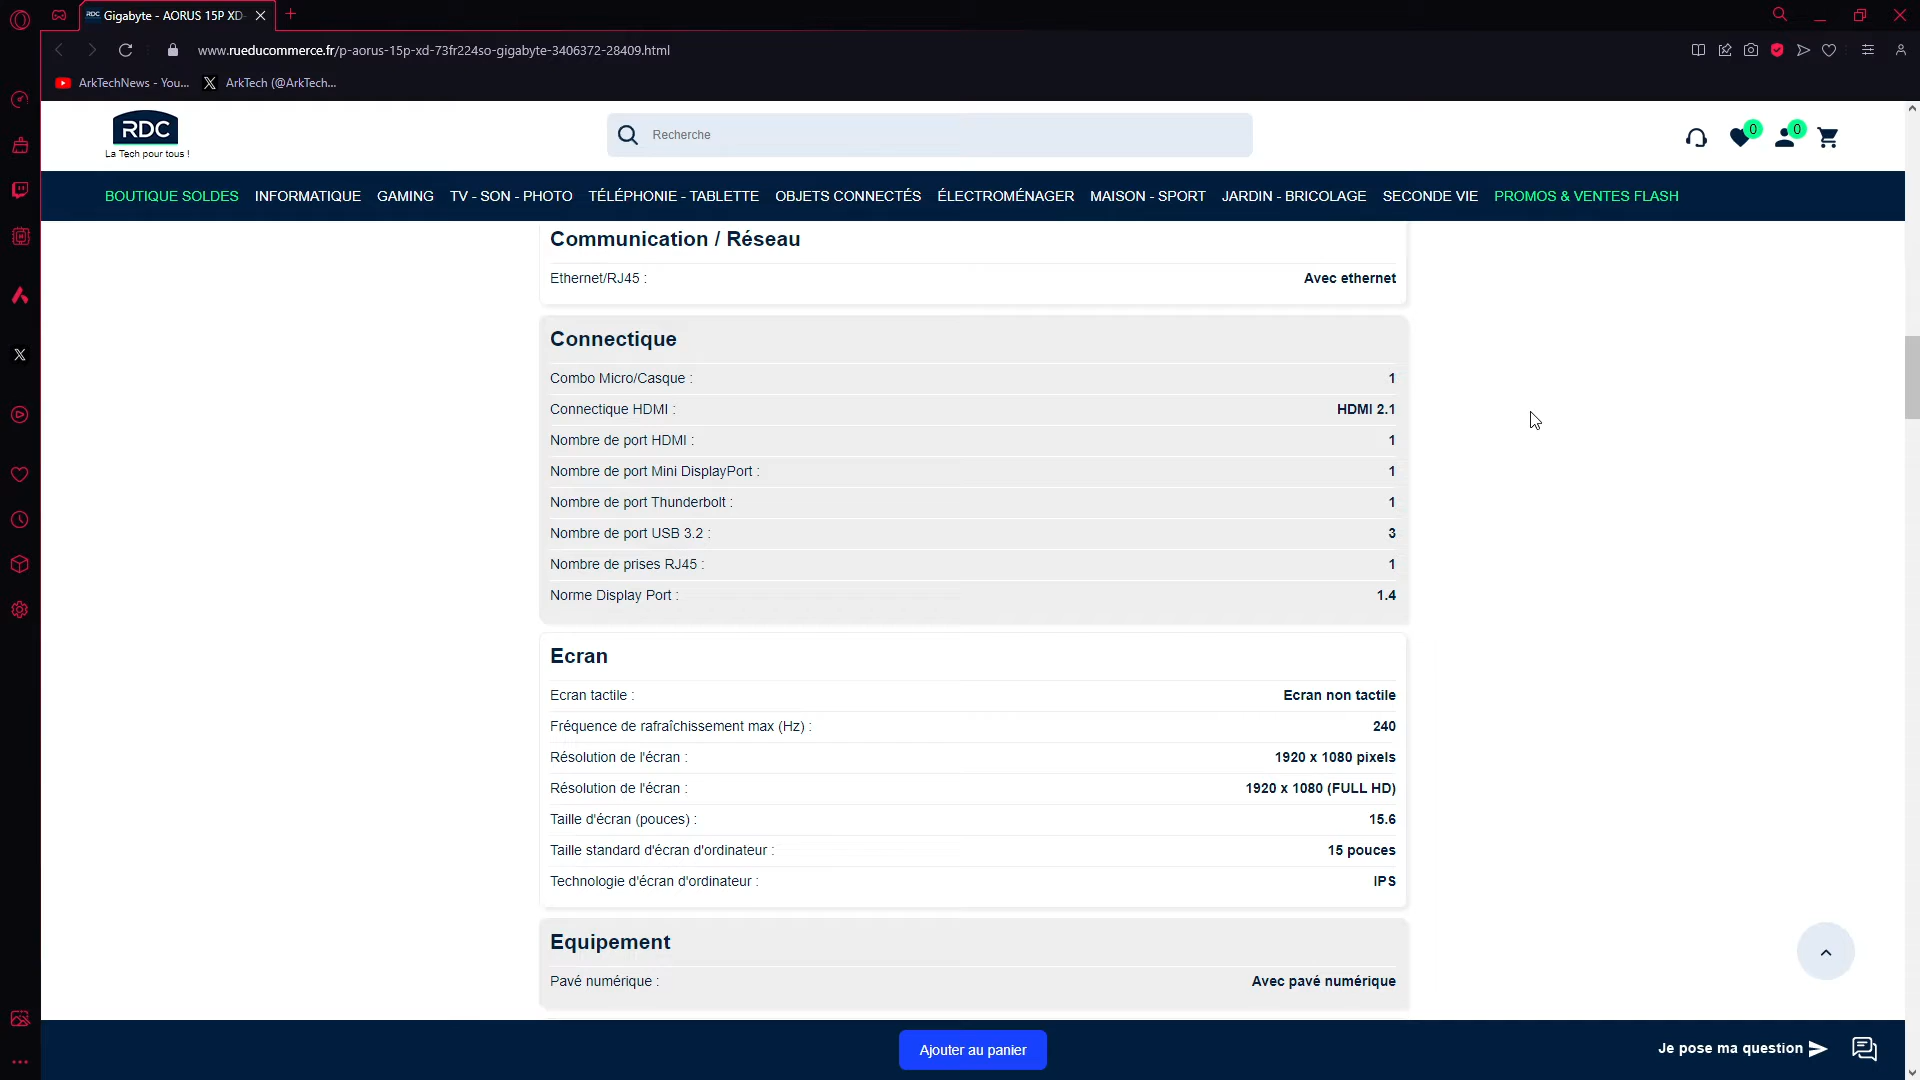 Gigabyte - AORUS 15P XD-
www.rueducommerce.fr/p-aorus-15p-xd-73fr224so-gigabyte-3406372-28409.html
ArkTechNews - You...
ArkTech (@ArkTech...
RDC
La Tech pour tous !
Recherche
0
0
BOUTIQUE SOLDES INFORMATIQUE GAMING TV - SON - PHOTO TÉLÉPHONIE - TABLETTE OBJETS CONNECTÉS ÉLECTROMÉNAGER MAISON - SPORT JARDIN - BRICOLAGE SECONDE VIE PROMOS & VENTES FLASH
Communication / Réseau
Ethernet/RJ45 : Avec ethernet
Connectique
Combo Micro/Casque : 1
Connectique HDMI : HDMI 2.1
Nombre de port HDMI : 1
Nombre de port Mini DisplayPort : 1
Nombre de port Thunderbolt : 1
Nombre de port USB 3.2 : 3
Nombre de prises RJ45 : 1
Norme Display Port : 1.4
Ecran
Ecran tactile : Ecran non tactile
Fréquence de rafraîchissement max (Hz) : 240
Résolution de l'écran : 1920 x 1080 pixels
Résolution de l'écran : 1920 x 1080 (FULL HD)
Taille d'écran (pouces) : 15.6
Taille standard d'écran d'ordinateur : 15 pouces
Technologie d'écran d'ordinateur : IPS
Equipement
Pavé numérique : Avec pavé numérique
Ajouter au panier
Je pose ma question